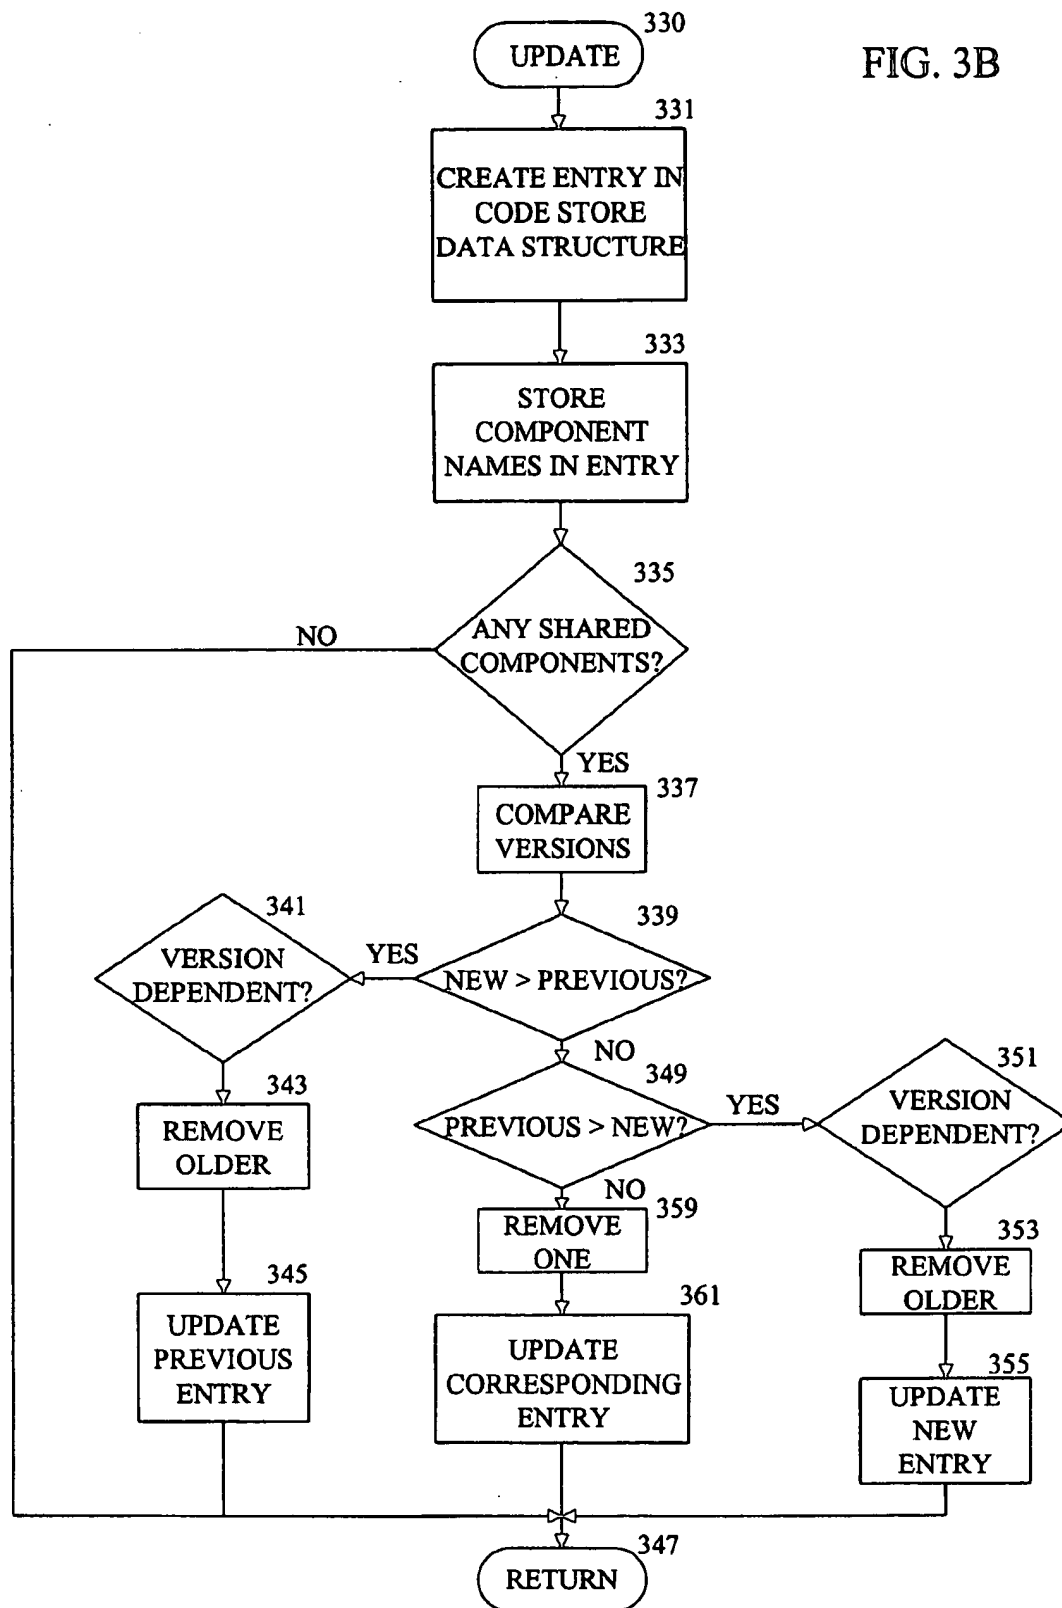 330
UPDATE
FIG. 3B
331
CREATE ENTRY IN
CODE STORE
DATA STRUCTURE
333
STORE
COMPONENT
NAMES IN ENTRY
335
ANY SHARED
COMPONENTS?
NO
YES
337
COMPARE
VERSIONS
339
NEW > PREVIOUS?
YES
NO
341
VERSION
DEPENDENT?
343
REMOVE
OLDER
345
UPDATE
PREVIOUS
ENTRY
349
PREVIOUS > NEW?
YES
NO
351
VERSION
DEPENDENT?
353
REMOVE
OLDER
355
UPDATE
NEW
ENTRY
359
REMOVE
ONE
361
UPDATE
CORRESPONDING
ENTRY
347
RETURN